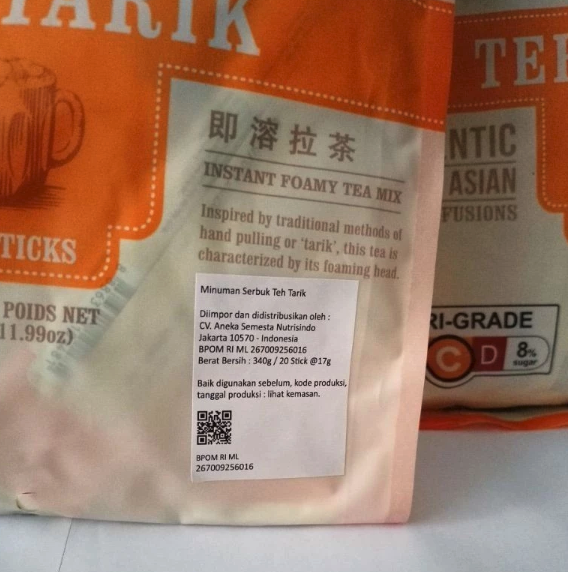 TARIK
即溶拉茶
INSTANT FOAMY TEA MIX
Inspired by traditional methods of
hand pulling or 'tarik', this tea is
characterized by its foaming head.
TICKS
POIDS NET
11.99oz)
Minuman Serbuk Teh Tarik
Diimpor dan didistribusikan oleh :
CV. Aneka Semesta Nutrisindo
Jakarta 10570 - Indonesia
BPOM RI ML 267009256016
Berat Bersih : 340g / 20 Stick @17g
Baik digunakan sebelum, kode produksi,
tanggal produksi : lihat kemasan.
BPOM RI ML
267009256016
TEH
NTIC
ASIAN
FUSIONS
RI-GRADE
C D 8%
sugar